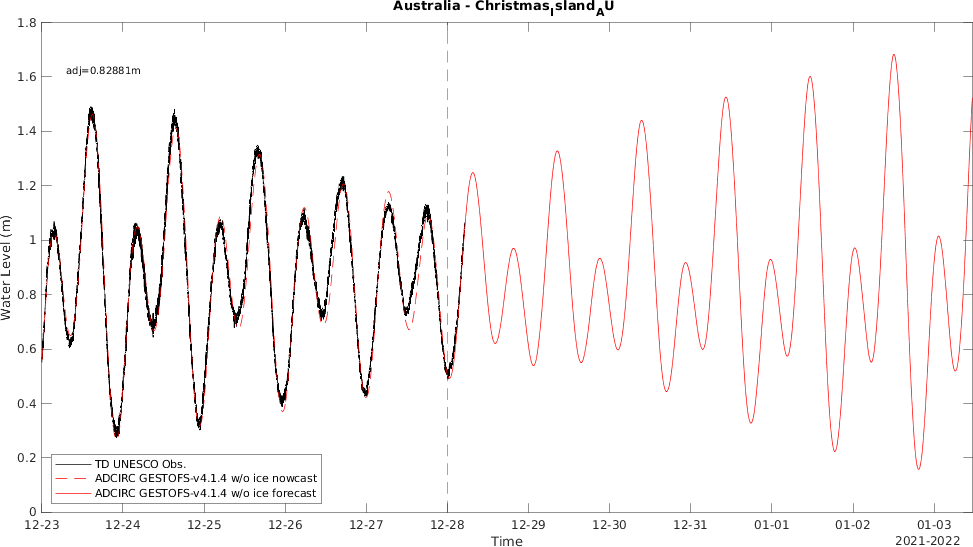 Australia - Christmas_Island_AU
adj=0.82881m
Water Level (m)
1.8
1.6
1.4
1.2
1
0.8
0.6
0.4
0.2
0
TD UNESCO Obs.
ADCIRC GESTOFS-v4.1.4 w/o ice nowcast
ADCIRC GESTOFS-v4.1.4 w/o ice forecast
12-23 12-24 12-25 12-26 12-27 12-28 12-29 12-30 12-31 01-01 01-02 01-03
Time
2021-2022